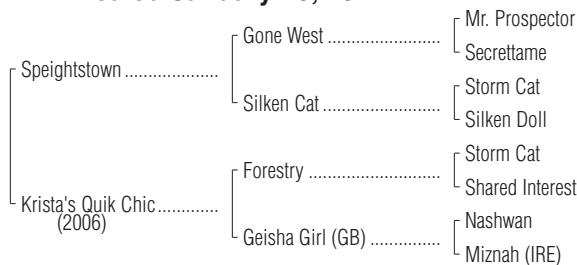 Mr. Prospector
Gone West
Secrettame
Speightstown
Storm Cat
Silken Cat
Silken Doll
Storm Cat
Forestry
Shared Interest
Krista's Quik Chic
(2006)
Nashwan
Geisha Girl (GB)
Miznah (IRE)